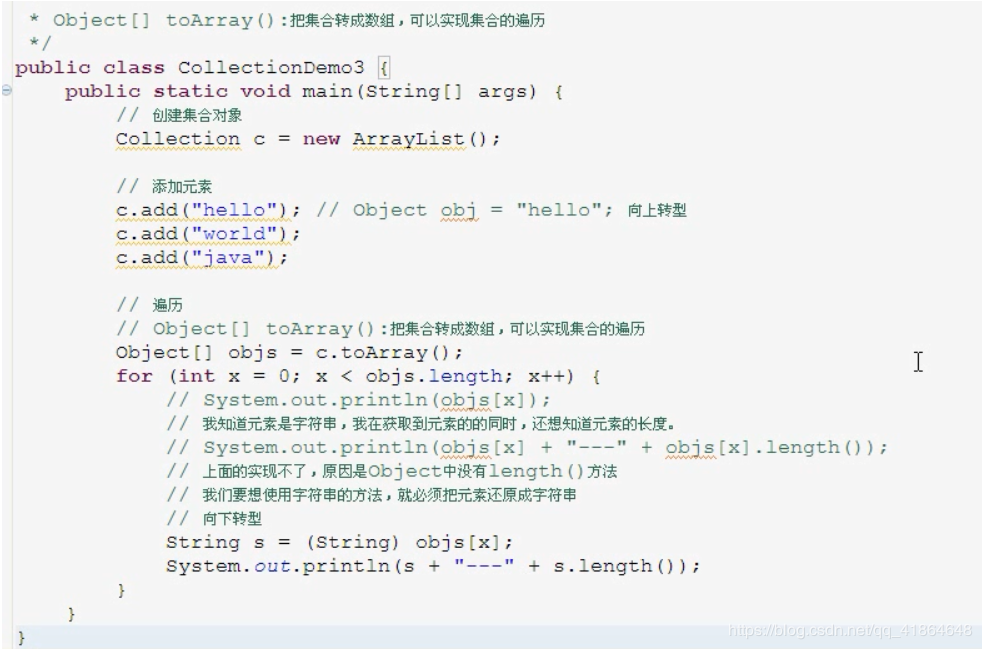 * Object[] toArray():把集合转成数组，可以实现集合的遍历
*/
public class CollectionDemo3 {
public static void main(String[] args) {
// 创建集合对象
Collection c = new ArrayList();
// 添加元素
c.add("hello"); // Object obj = "hello"; 向上转型
c.add("world");
c.add("java");
// 遍历
// Object[] toArray():把集合转成数组，可以实现集合的遍历
Object[] objs = c.toArray();
for (int x = 0; x < objs.length; x++) {
// System.out.println(objs[x]);
// 我知道元素是字符串，我在获取到元素的的同时，还想知道元素的长度。
// System.out.println(objs[x] + "---" + objs[x].length());
// 上面的实现不了，原因是Object中没有length()方法
// 我们要想使用字符串的方法，就必须把元素还原成字符串
// 向下转型
String s = (String) objs[x];
System.out.println(s + "---" + s.length());
}
}
}
https://blog.csdn.net/qq_41864648